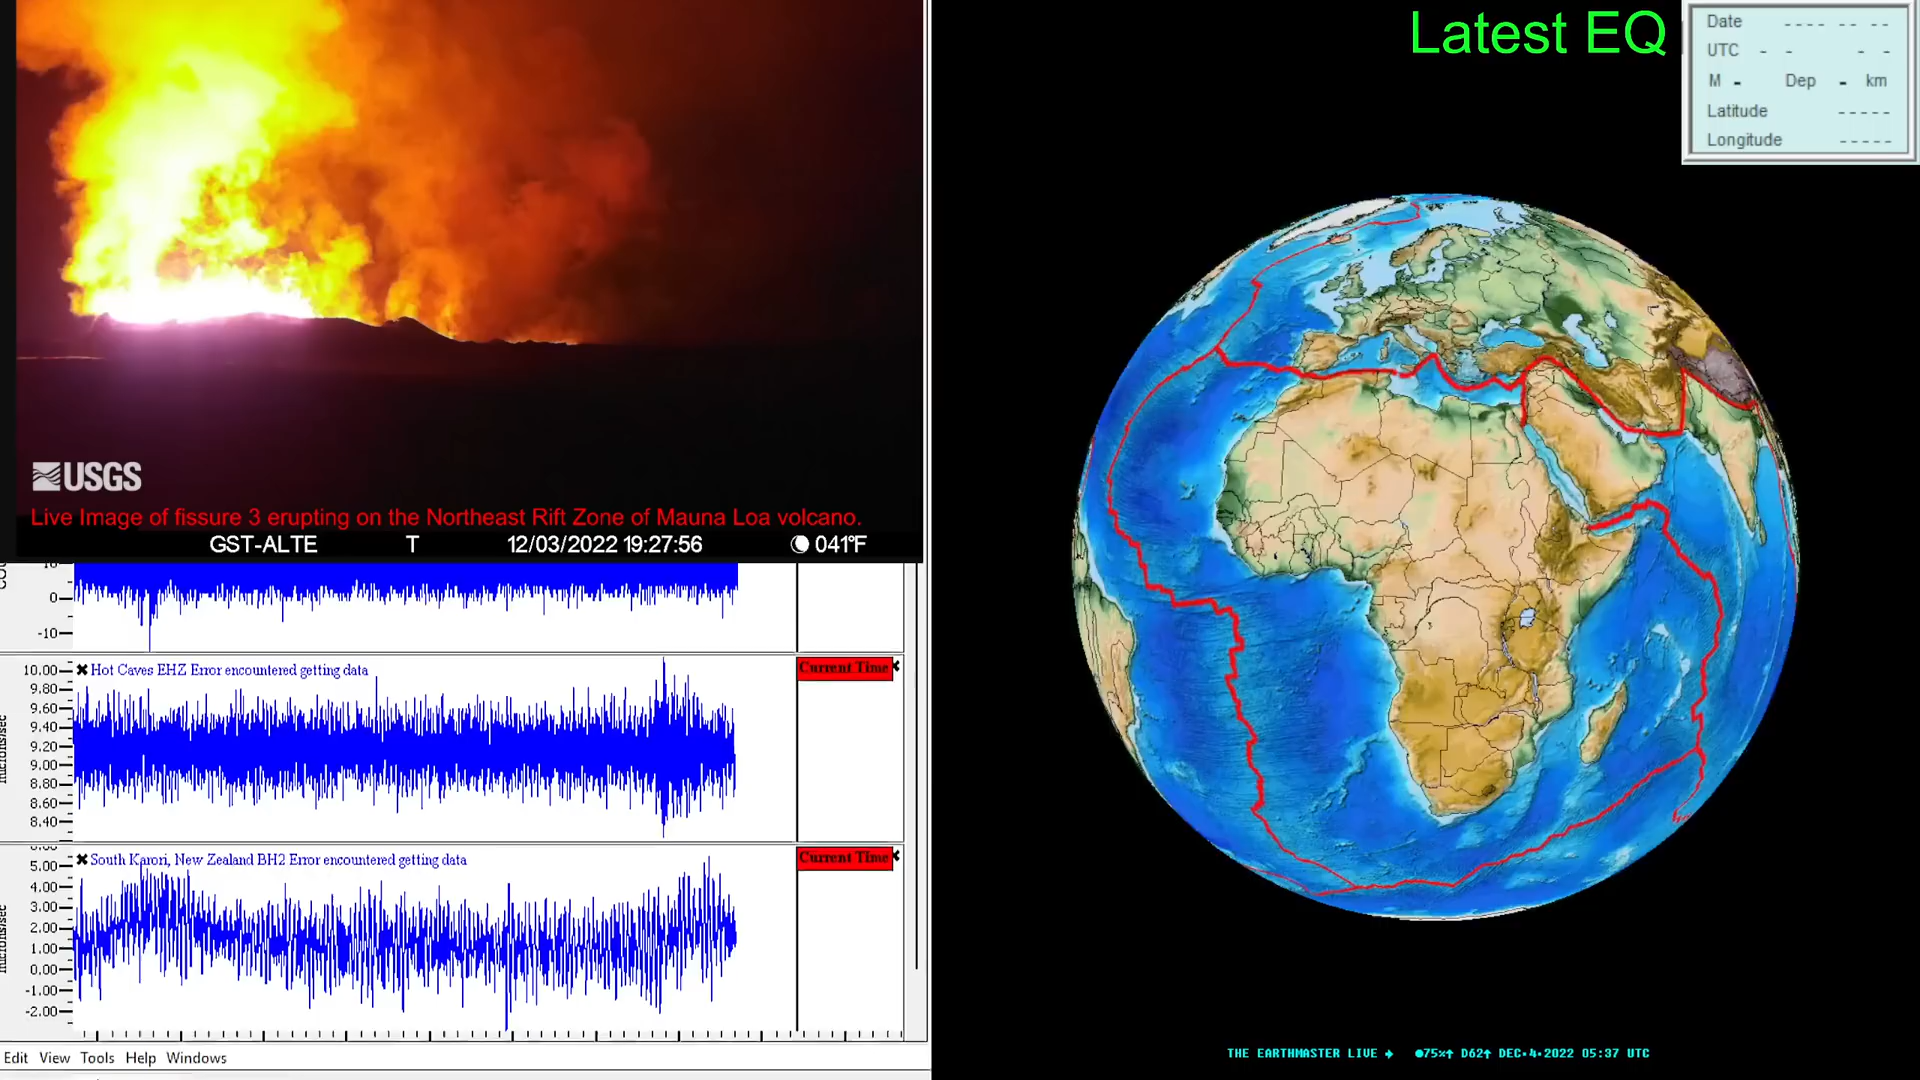 Latest EQ
Date ---- -- --
UTC - - - -
M - Dep - km
Latitude -----
Longitude -----
USGS
Live Image of fissure 3 erupting on the Northeast Rift Zone of Mauna Loa volcano.
GST-ALTE T 12/03/2022 19:27:56 041°F
0
-10
Hot Caves EHZ Error encountered getting data
Current Time
10.00
9.80
9.60
9.40
9.20
9.00
8.80
8.60
8.40
South Karori, New Zealand BH2 Error encountered getting data
Current Time
5.00
4.00
3.00
2.00
1.00
0.00
-1.00
-2.00
Edit View Tools Help Windows
THE EARTHMASTER LIVE → ●75%↑ D62↑ DEC·4·2022 05:37 UTC